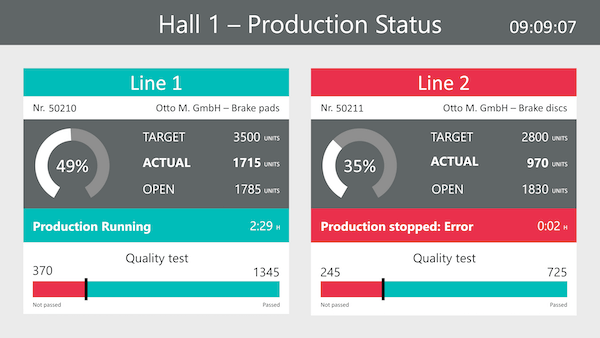 Hall 1 – Production Status 09:09:07
Line 1
Nr. 50210 Otto M. GmbH – Brake pads
49%
TARGET 3500 UNITS
ACTUAL 1715 UNITS
OPEN 1785 UNITS
Production Running 2:29 H
Quality test
370 1345
Not passed Passed
Line 2
Nr. 50211 Otto M. GmbH – Brake discs
35%
TARGET 2800 UNITS
ACTUAL 970 UNITS
OPEN 1830 UNITS
Production stopped: Error 0:02 H
Quality test
245 725
Not passed Passed